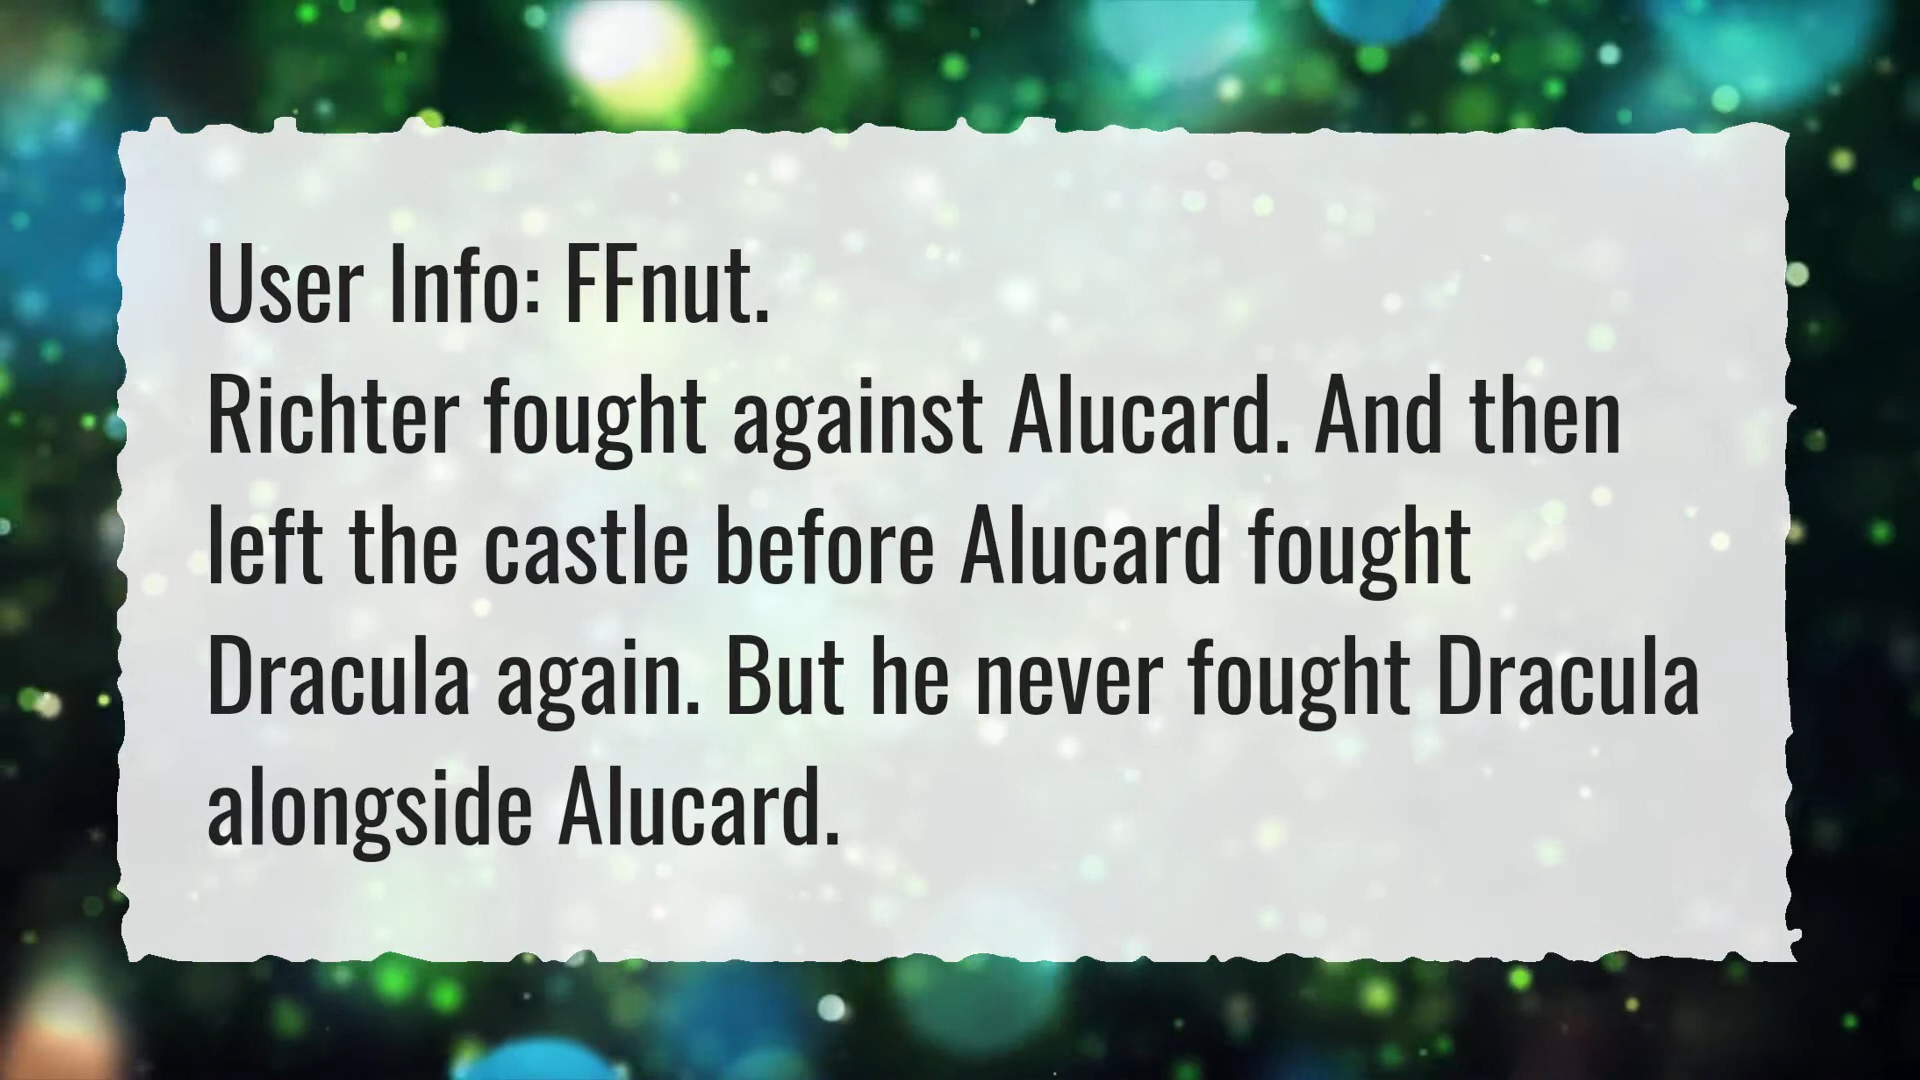 User Info: FFnut.
Richter fought against Alucard. And then
left the castle before Alucard fought
Dracula again. But he never fought Dracula
alongside Alucard.